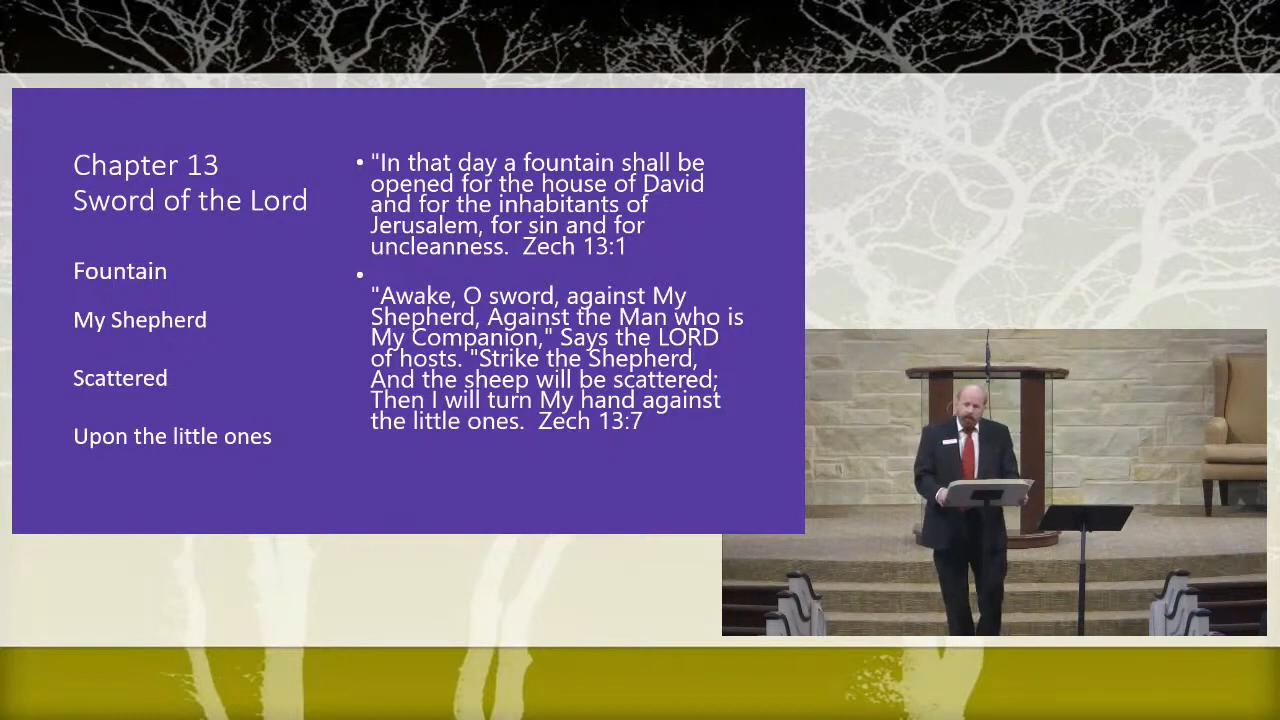 Chapter 13
Sword of the Lord
Fountain
My Shepherd
Scattered
Upon the little ones
• "In that day a fountain shall be
opened for the house of David
and for the inhabitants of
Jerusalem, for sin and for
uncleanness.  Zech 13:1
•
"Awake, O sword, against My
Shepherd, Against the Man who is
My Companion," Says the LORD
of hosts. "Strike the Shepherd,
And the sheep will be scattered;
Then I will turn My hand against
the little ones.  Zech 13:7